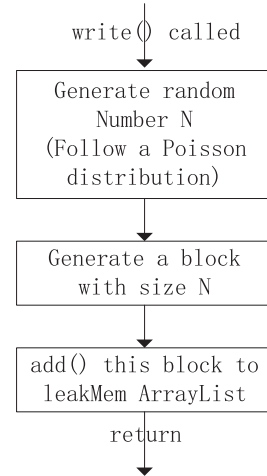 write() called
Generate random
Number N
(Follow a Poisson
distribution)
Generate a block
with size N
add() this block to
leakMem ArrayList
return